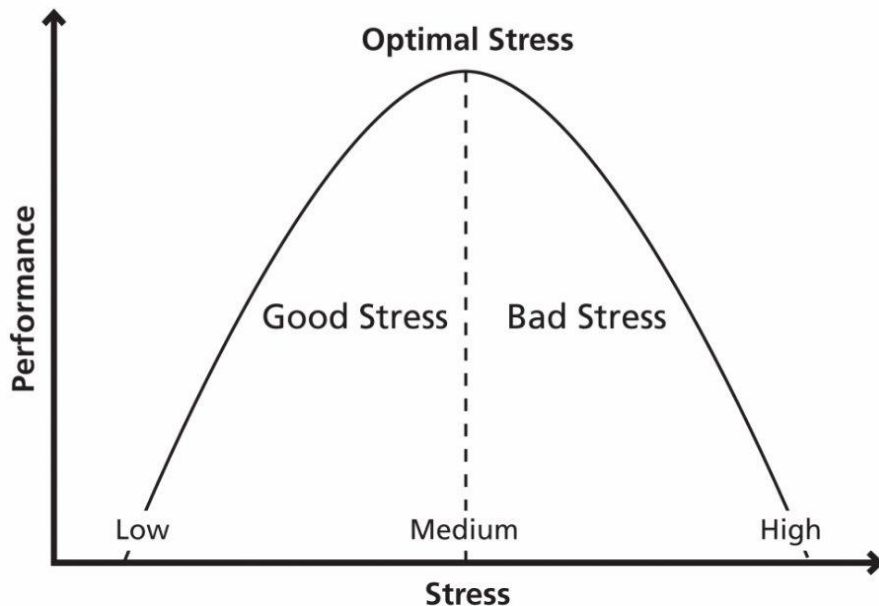 Optimal Stress
Performance
Good Stress
Bad Stress
Low
Medium
High
Stress